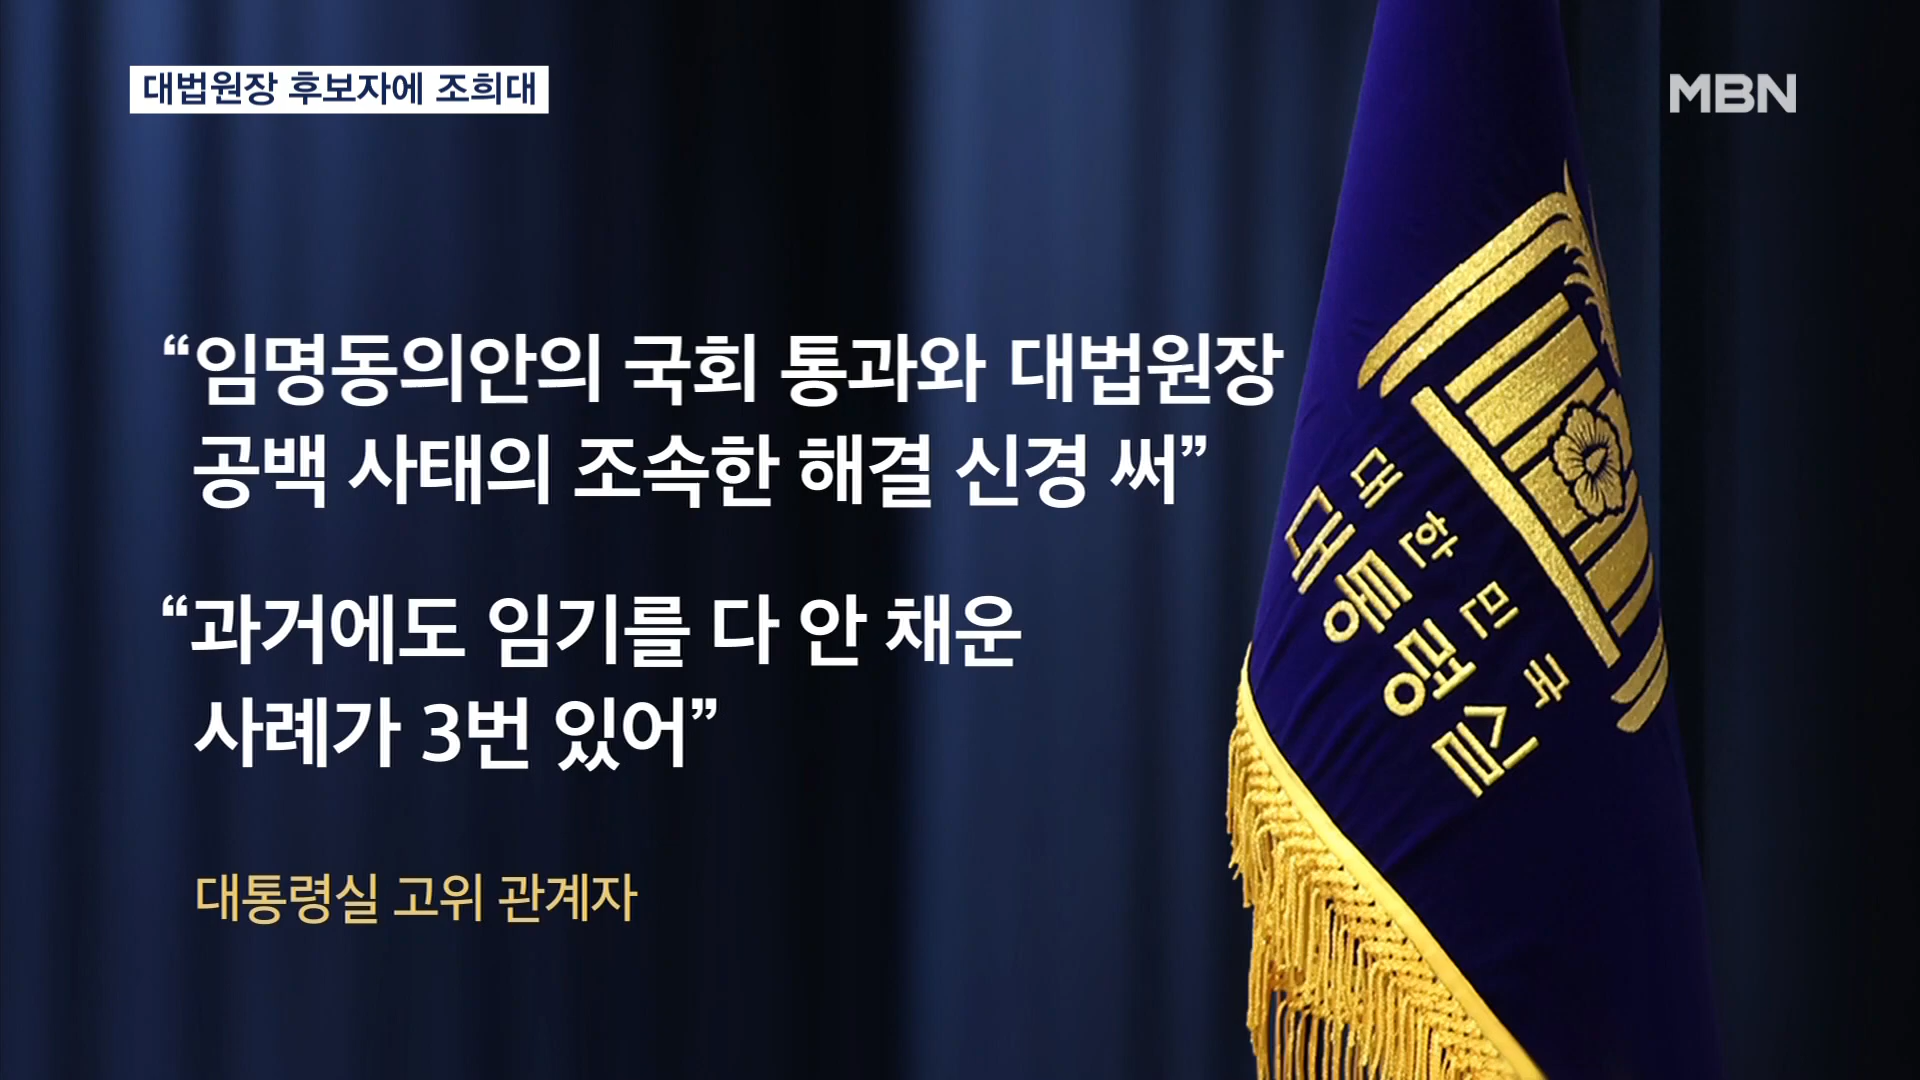 대법원장 후보자에 조희대
MBN
“임명동의안의 국회 통과와 대법원장
공백 사태의 조속한 해결 신경 써”
“과거에도 임기를 다 안 채운
사례가 3번 있어”
대통령실 고위 관계자
대한민국
대통령실